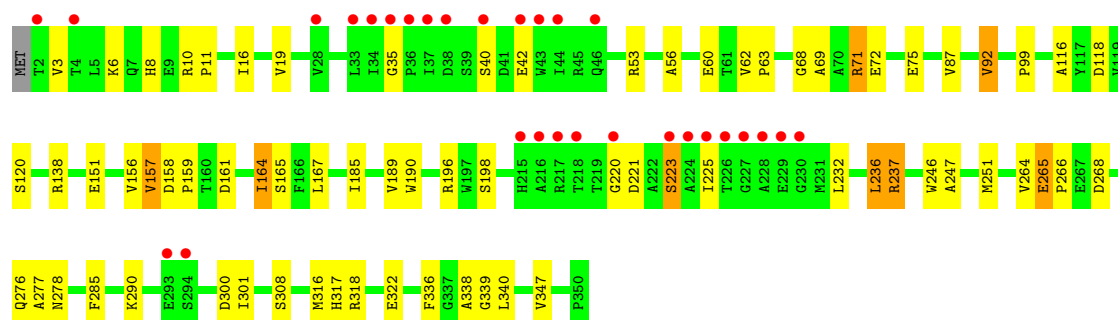 MET T2 V3 T4 L5 K6 Q7 H8 E9 R10 P11 I16 V19 V28 L33 I34 G35 P36 I37 D38 S39 S40 D41 E42 W43 I44 R45 Q46 R53 A56 E60 T61 V62 P63 G68 A69 A70 R71 E72 E75 V87 V92 P99 A116 Y117 D118 V119
S120 R138 E151 V156 V157 D158 P159 T160 D161 I164 S165 F166 L167 I185 V189 W190 R196 W197 S198 H215 A216 R217 T218 T219 G220 D221 A222 S223 A224 I225 T226 G227 A228 E229 G230 M231 L232 L236 R237 W246 A247 M251 V264 E265 P266 E267 D268
Q276 A277 N278 F285 K290 E293 S294 D300 I301 S308 M316 H317 R318 E322 F336 G337 A338 G339 L340 V347 P350